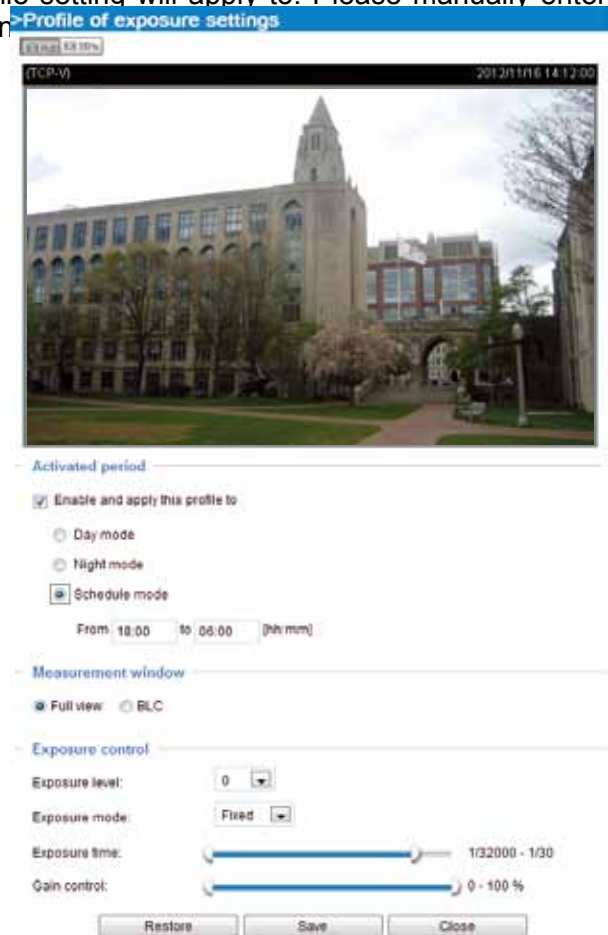 >Profile of exposure settings
(TCP-V) 2012/11/16 14:12:00
Activated period
Enable and apply this profile to
Day mode
Night mode
Schedule mode
From 18:00 to 06:00 [hh:mm]
Measurement window
Full view BLC
Exposure control
Exposure level: 0
Exposure mode: Fixed
Exposure time: 1/32000 - 1/30
Gain control: 0 - 100 %
Restore Save Close